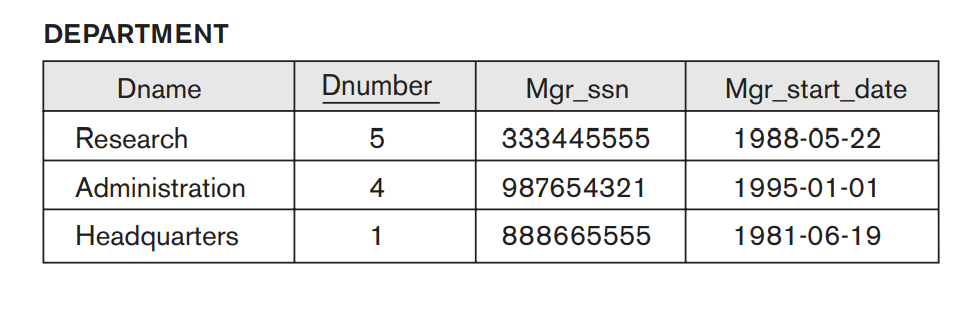 DEPARTMENT
Dname Dnumber Mgr_ssn Mgr_start_date
Research 5 333445555 1988-05-22
Administration 4 987654321 1995-01-01
Headquarters 1 888665555 1981-06-19